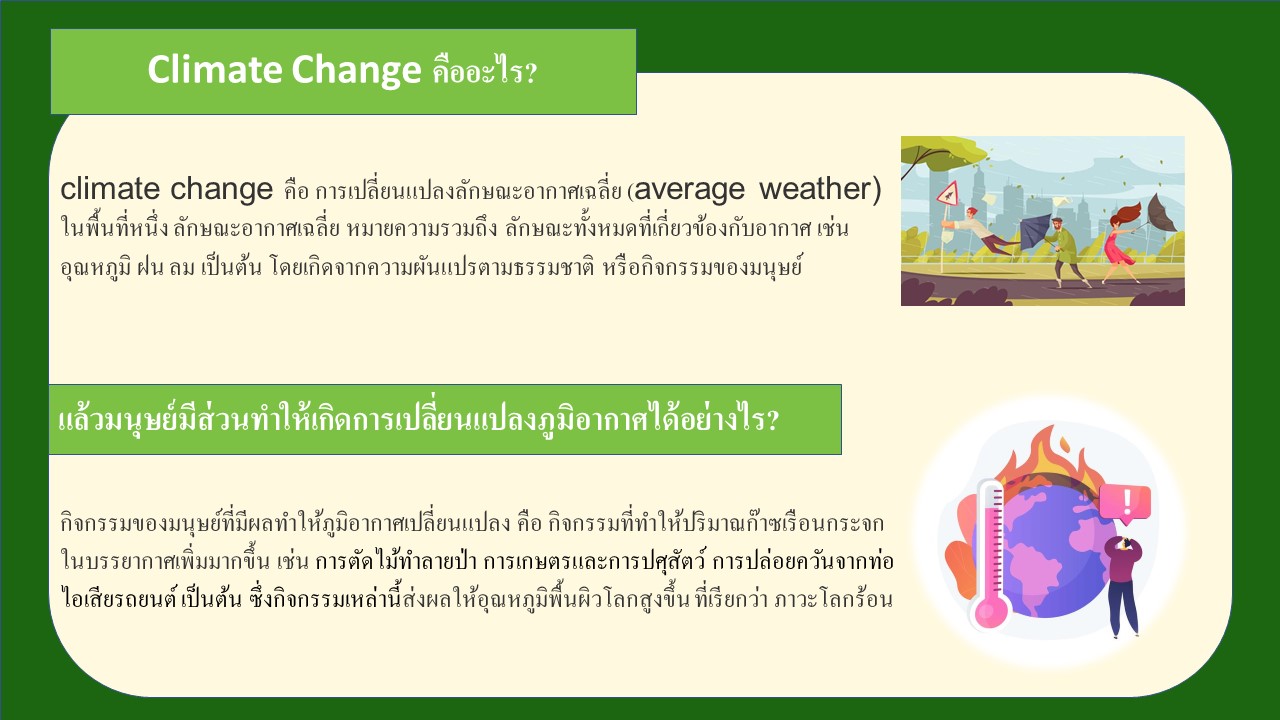 Climate Change คืออะไร?
climate change คือ การเปลี่ยนแปลงลักษณะอากาศเฉลี่ย (average weather)
ในพื้นที่หนึ่ง ลักษณะอากาศเฉลี่ย หมายความรวมถึง ลักษณะทั้งหมดที่เกี่ยวข้องกับอากาศ เช่น
อุณหภูมิ ฝน ลม เป็นต้น โดยเกิดจากความผันแปรตามธรรมชาติ หรือกิจกรรมของมนุษย์
แล้วมนุษย์มีส่วนทำให้เกิดการเปลี่ยนแปลงภูมิอากาศได้อย่างไร?
กิจกรรมของมนุษย์ที่มีผลทำให้ภูมิอากาศเปลี่ยนแปลง คือ กิจกรรมที่ทำให้ปริมาณก๊าซเรือนกระจก
ในบรรยากาศเพิ่มมากขึ้น เช่น การตัดไม้ทำลายป่า การเกษตรและการปศุสัตว์ การปล่อยควันจากท่อ
ไอเสียรถยนต์ เป็นต้น ซึ่งกิจกรรมเหล่านี้ส่งผลให้อุณหภูมิพื้นผิวโลกสูงขึ้น ที่เรียกว่า ภาวะโลกร้อน
!